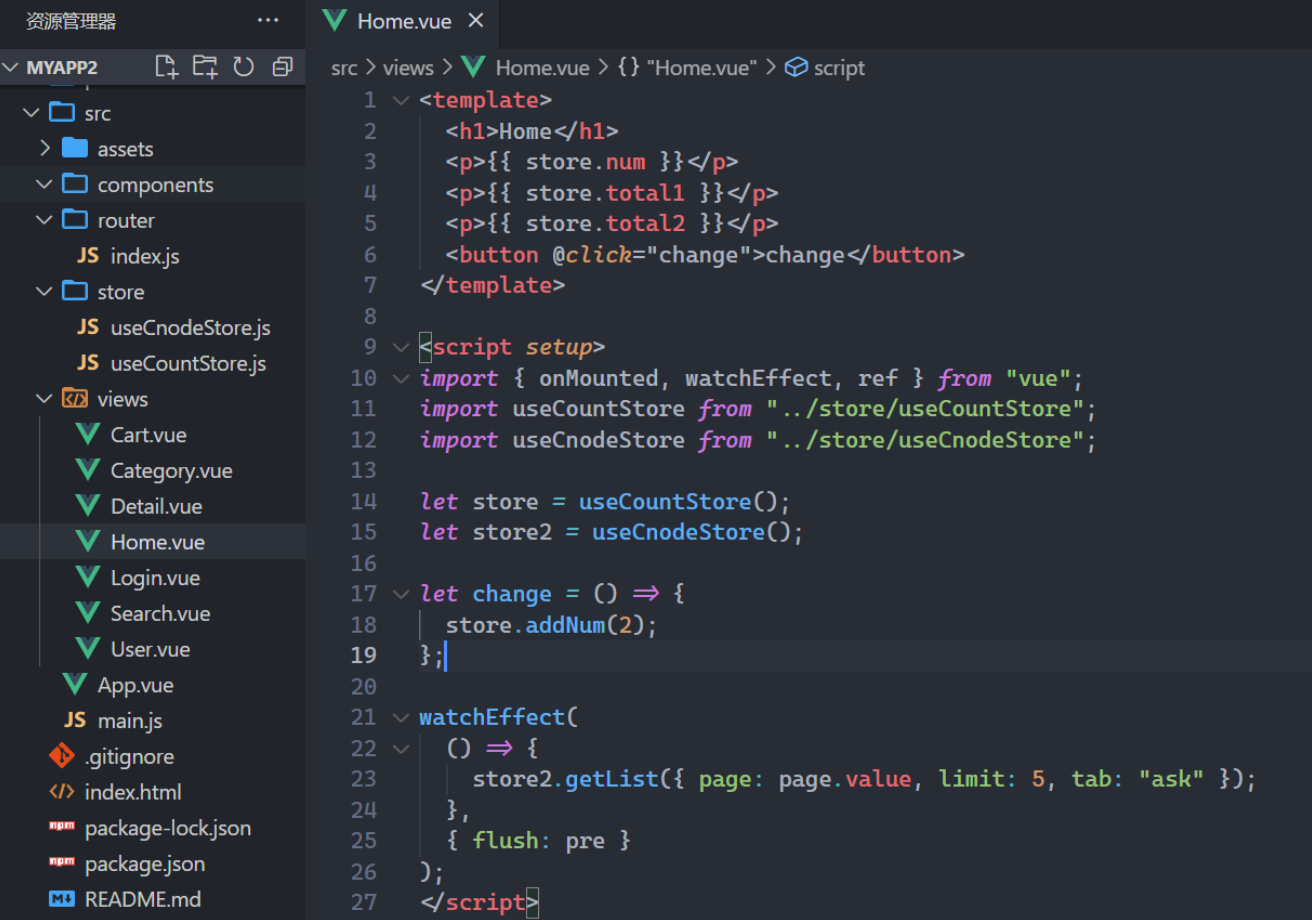 资源管理器
MYAPP2
src
assets
components
router
JS index.js
store
JS useCnodeStore.js
JS useCountStore.js
views
Cart.vue
Category.vue
Detail.vue
Home.vue
Login.vue
Search.vue
User.vue
App.vue
JS main.js
.gitignore
index.html
npm package-lock.json
npm package.json
M README.md
Home.vue
src > views > Home.vue > {} "Home.vue" > script
1 <template>
2 <h1>Home</h1>
3 <p>{{ store.num }}</p>
4 <p>{{ store.total1 }}</p>
5 <p>{{ store.total2 }}</p>
6 <button @click="change">change</button>
7 </template>
8
9 <script setup>
10 import { onMounted, watchEffect, ref } from "vue";
11 import useCountStore from "../store/useCountStore";
12 import useCnodeStore from "../store/useCnodeStore";
13
14 let store = useCountStore();
15 let store2 = useCnodeStore();
16
17 let change = () => {
18 store.addNum(2);
19 };
20
21 watchEffect(
22 () => {
23 store2.getList({ page: page.value, limit: 5, tab: "ask" });
24 },
25 { flush: pre }
26 );
27 </script>